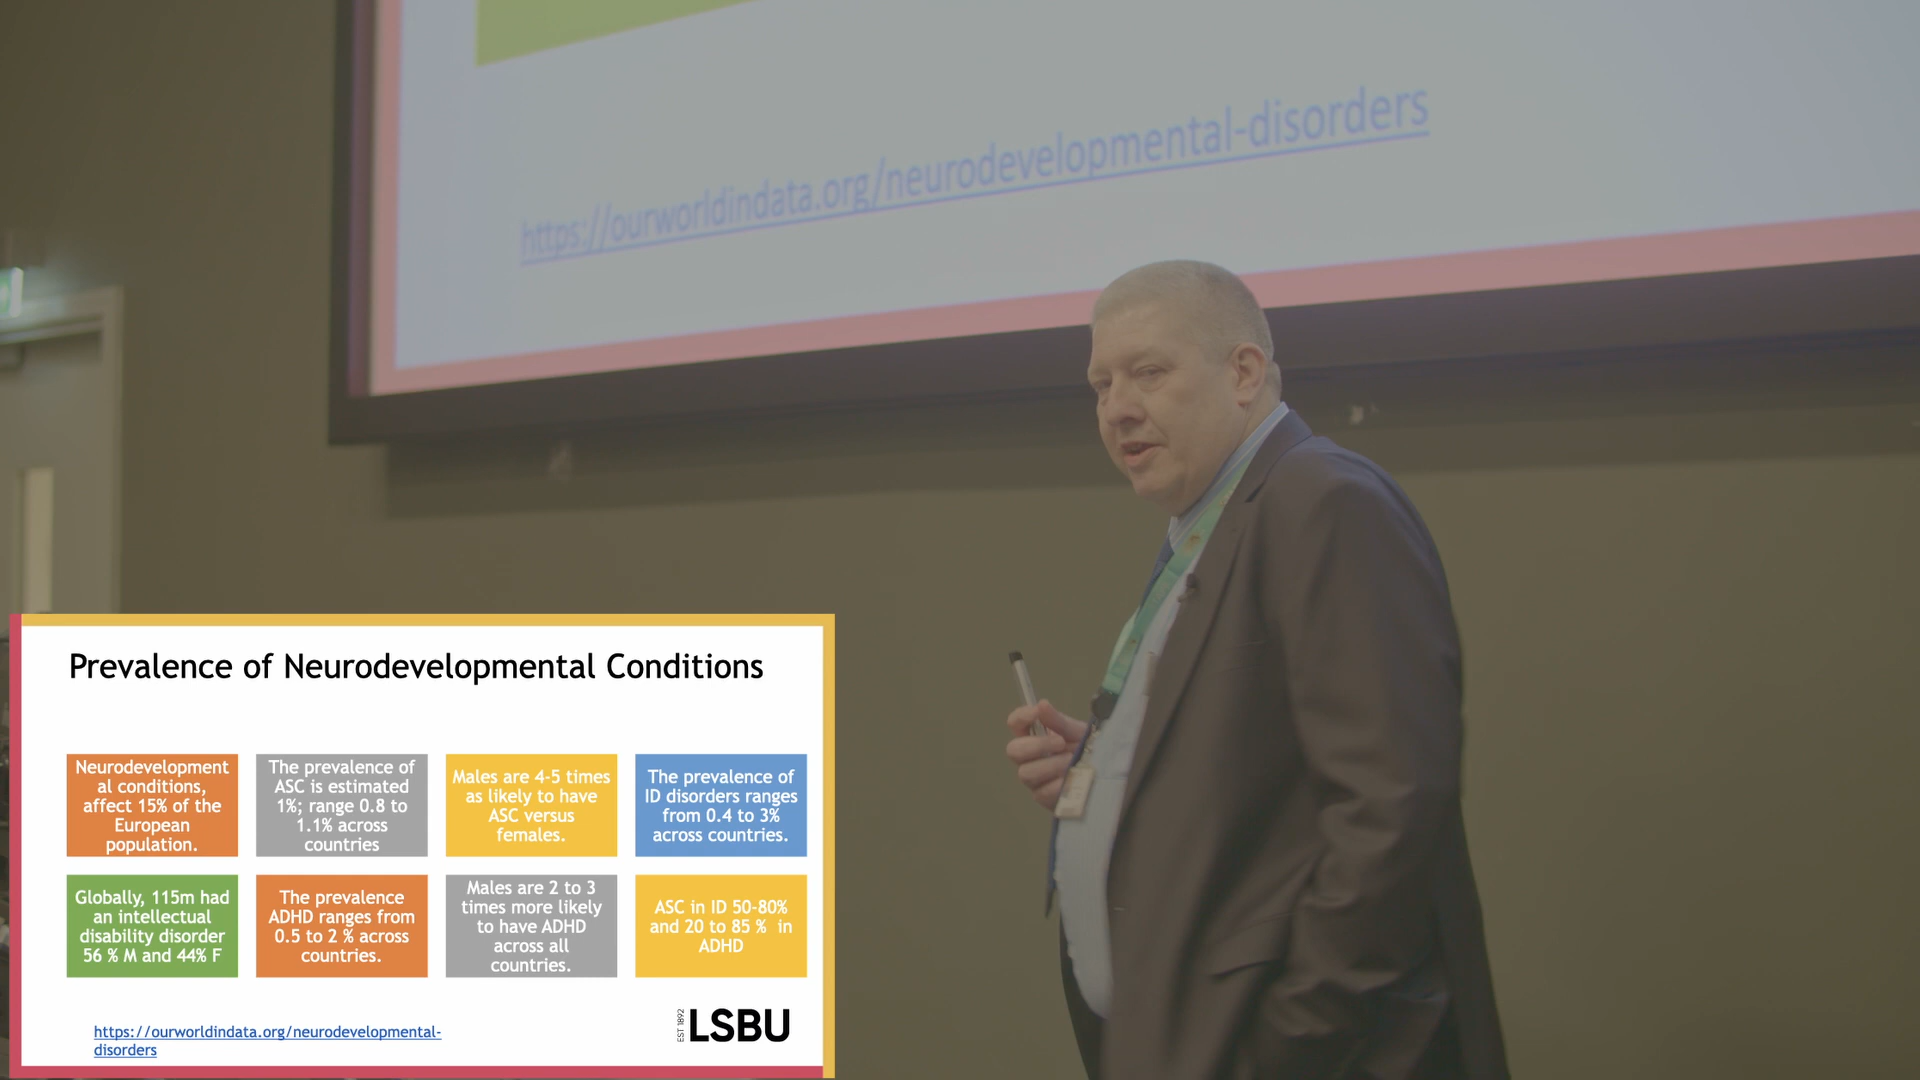 https://ourworldindata.org/neurodevelopmental-disorders
Prevalence of Neurodevelopmental Conditions
Neurodevelopment
al conditions,
affect 15% of the
European
population.
The prevalence of
ASC is estimated
1%; range 0.8 to
1.1% across
countries
Males are 4-5 times
as likely to have
ASC versus
females.
The prevalence of
ID disorders ranges
from 0.4 to 3%
across countries.
Globally, 115m had
an intellectual
disability disorder
56 % M and 44% F
The prevalence
ADHD ranges from
0.5 to 2 % across
countries.
Males are 2 to 3
times more likely
to have ADHD
across all
countries.
ASC in ID 50-80%
and 20 to 85 %  in
ADHD
https://ourworldindata.org/neurodevelopmental-
disorders
EST 1892
LSBU